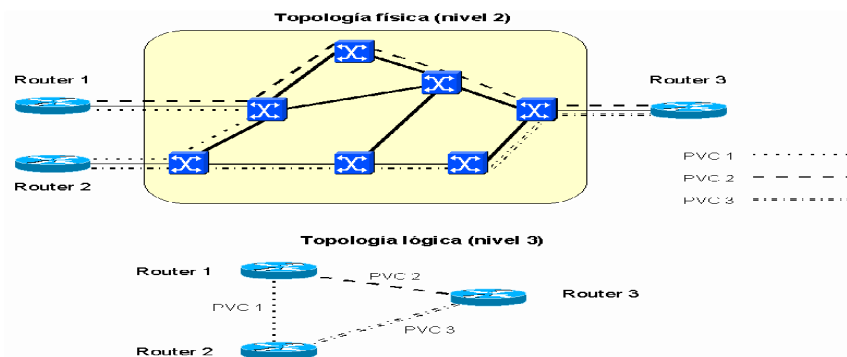 Topología física (nivel 2)
Router 1
Router 3
Router 2
PVC 1
PVC 2
PVC 3
Topología lógica (nivel 3)
Router 1
PVC 2
Router 3
PVC 1
PVC 3
Router 2